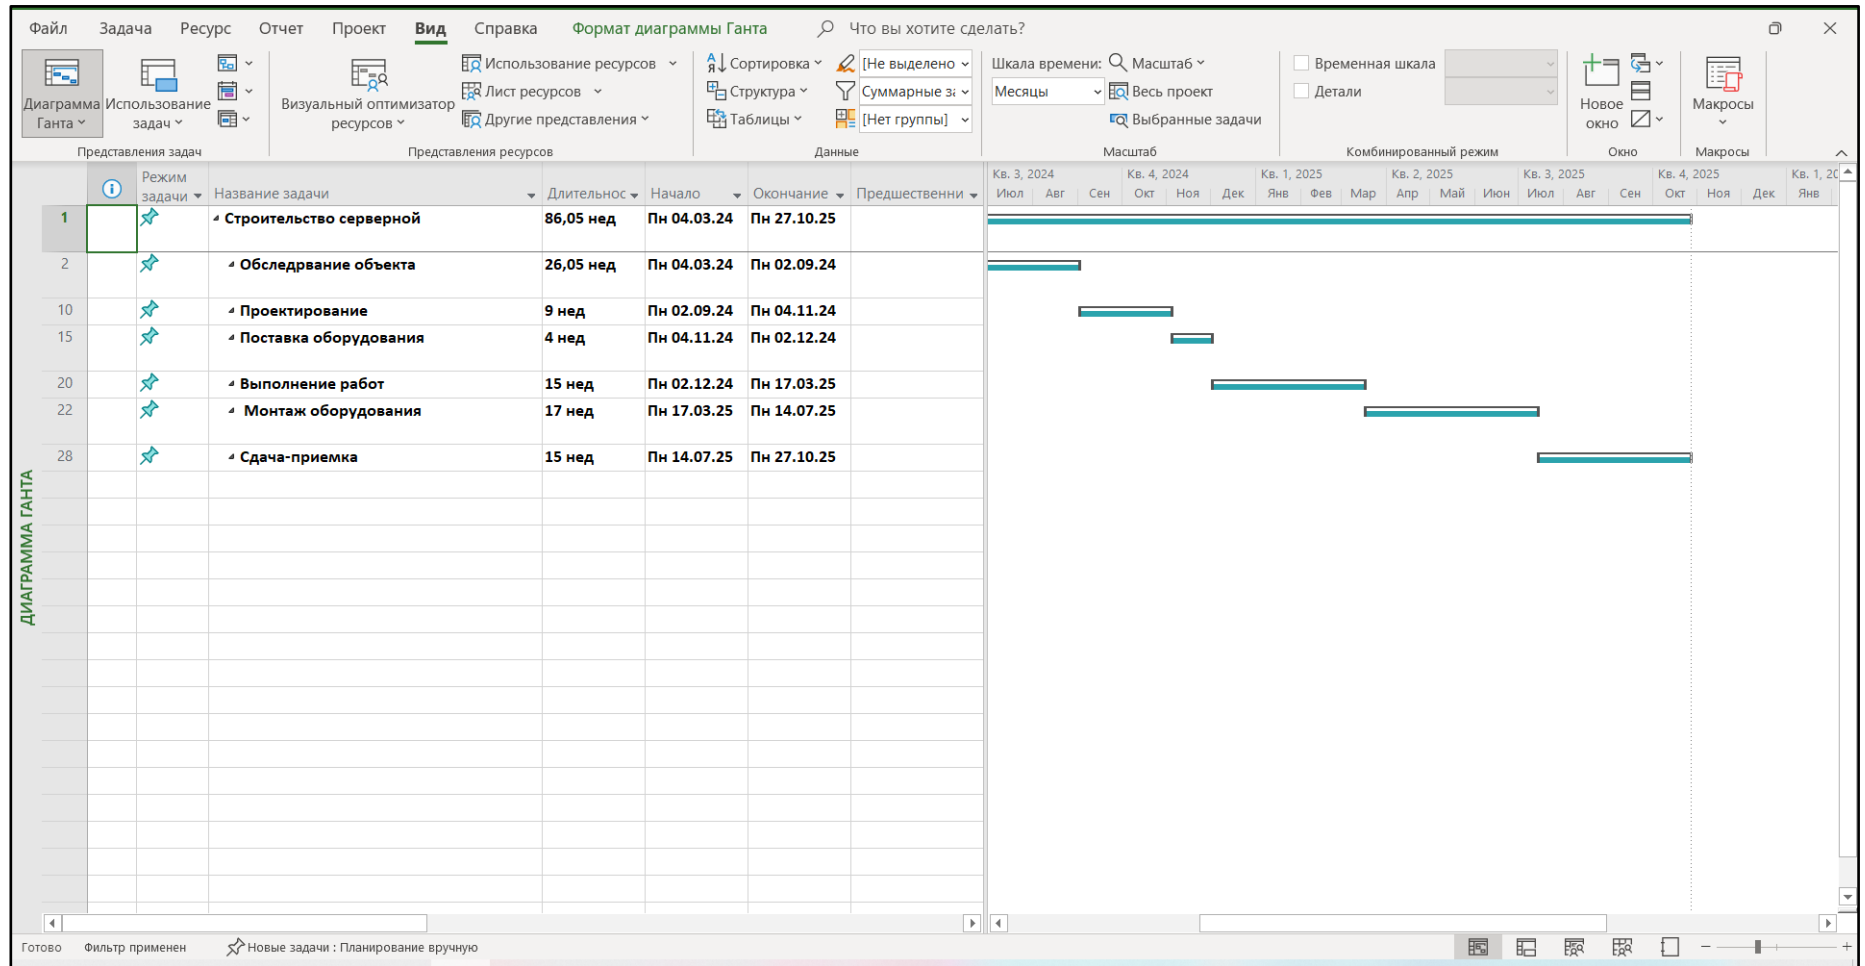 Файл Задача Ресурс Отчет Проект Вид Справка Формат диаграммы Ганта Что вы хотите сделать?
Использование ресурсов Сортировка [Не выделено Шкала времени: Масштаб Временная шкала
Лист ресурсов Структура Суммарные за Месяцы Весь проект Детали
Диаграмма Использование Визуальный оптимизатор Новое Макросы
Ганта задач ресурсов Другие представления Таблицы [Нет группы] Выбранные задачи окно
Представления задач Представления ресурсов Данные Масштаб Комбинированный режим Окно Макросы
Режим Кв. 3, 2024 Кв. 4, 2024 Кв. 1, 2025 Кв. 2, 2025 Кв. 3, 2025 Кв. 4, 2025 Кв. 1, 20
задачи Название задачи Длительнос Начало Окончание Предшественни Июл Авг Сен Окт Ноя Дек Янв Фев Мар Апр Май Июн Июл Авг Сен Окт Ноя Дек Янв
1 Строительство серверной 86,05 нед Пн 04.03.24 Пн 27.10.25
2 Обследрвание объекта 26,05 нед Пн 04.03.24 Пн 02.09.24
10 Проектирование 9 нед Пн 02.09.24 Пн 04.11.24
15 Поставка оборудования 4 нед Пн 04.11.24 Пн 02.12.24
20 Выполнение работ 15 нед Пн 02.12.24 Пн 17.03.25
22 Монтаж оборудования 17 нед Пн 17.03.25 Пн 14.07.25
28 Сдача-приемка 15 нед Пн 14.07.25 Пн 27.10.25
ДИАГРАММА ГАНТА
Готово Фильтр применен Новые задачи : Планирование вручную